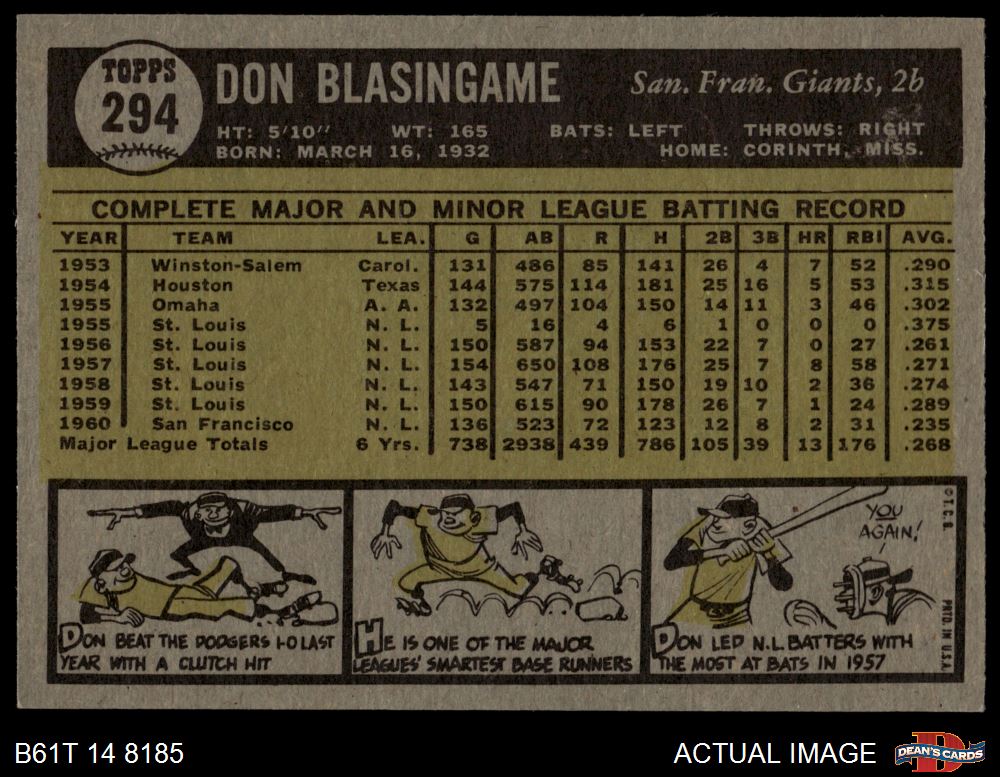 TOPPS
294
DON BLASINGAME
San. Fran. Giants, 2b
HT: 5'10" WT: 165 BATS: LEFT THROWS: RIGHT
BORN: MARCH 16, 1932 HOME: CORINTH, MISS.
COMPLETE MAJOR AND MINOR LEAGUE BATTING RECORD
YEAR TEAM LEA. G AB R H 2B 3B HR RBI AVG.
1953 Winston-Salem Carol. 131 486 85 141 26 4 7 52 .290
1954 Houston Texas 144 575 114 181 25 16 5 53 .315
1955 Omaha A. A. 132 497 104 150 14 11 3 46 .302
1955 St. Louis N. L. 5 16 4 6 1 0 0 0 .375
1956 St. Louis N. L. 150 587 94 153 22 7 0 27 .261
1957 St. Louis N. L. 154 650 108 176 25 7 8 58 .271
1958 St. Louis N. L. 143 547 71 150 19 10 2 36 .274
1959 St. Louis N. L. 150 615 90 178 26 7 1 24 .289
1960 San Francisco N. L. 136 523 72 123 12 8 2 31 .235
Major League Totals 6 Yrs. 738 2938 439 786 105 39 13 176 .268
DON BEAT THE DODGERS 1-0 LAST
YEAR WITH A CLUTCH HIT
HE IS ONE OF THE MAJOR
LEAGUES' SMARTEST BASE RUNNERS
YOU
AGAIN!
DON LED N.L. BATTERS WITH
THE MOST AT BATS IN 1957
© T.C.G.
PRTD. IN U.S.A.
B61T 14 8185
ACTUAL IMAGE
DEAN'S CARDS